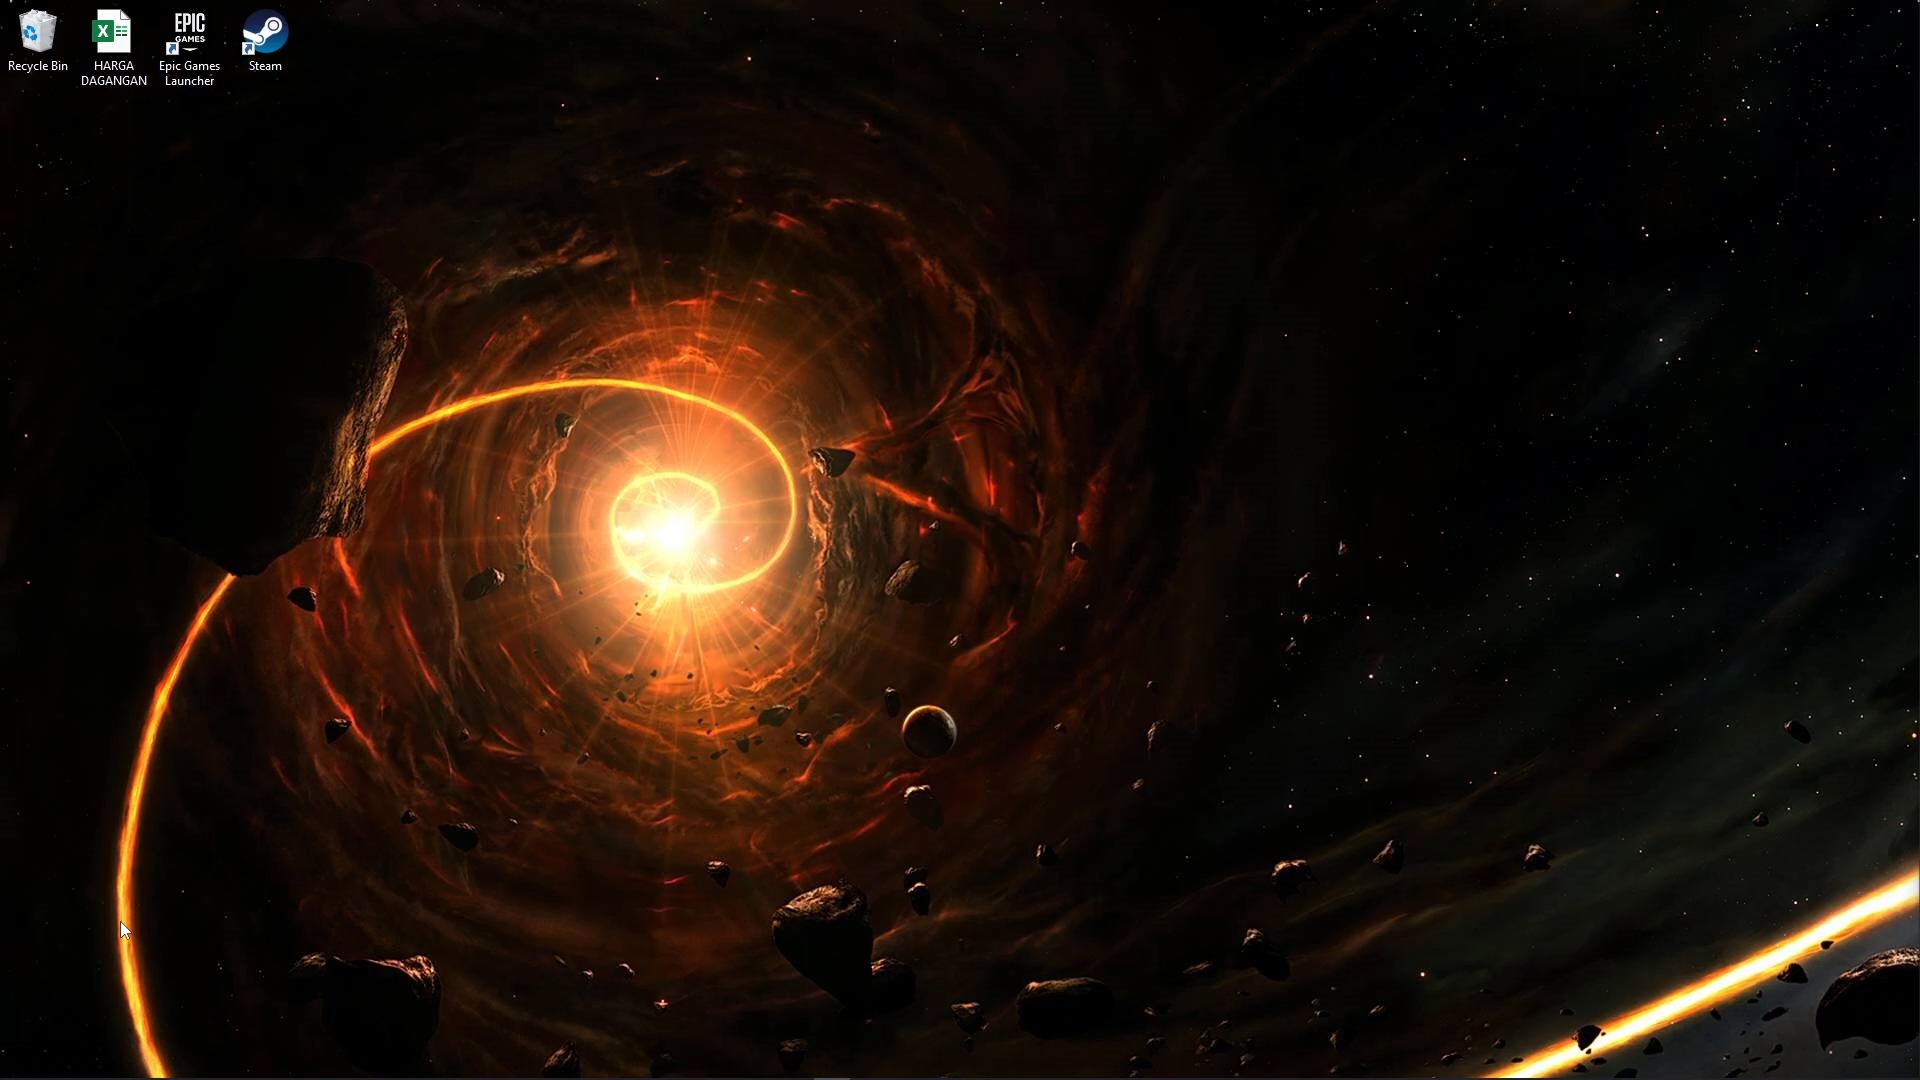 Recycle Bin
HARGA
DAGANGAN
EPIC
GAMES
Epic Games
Launcher
Steam